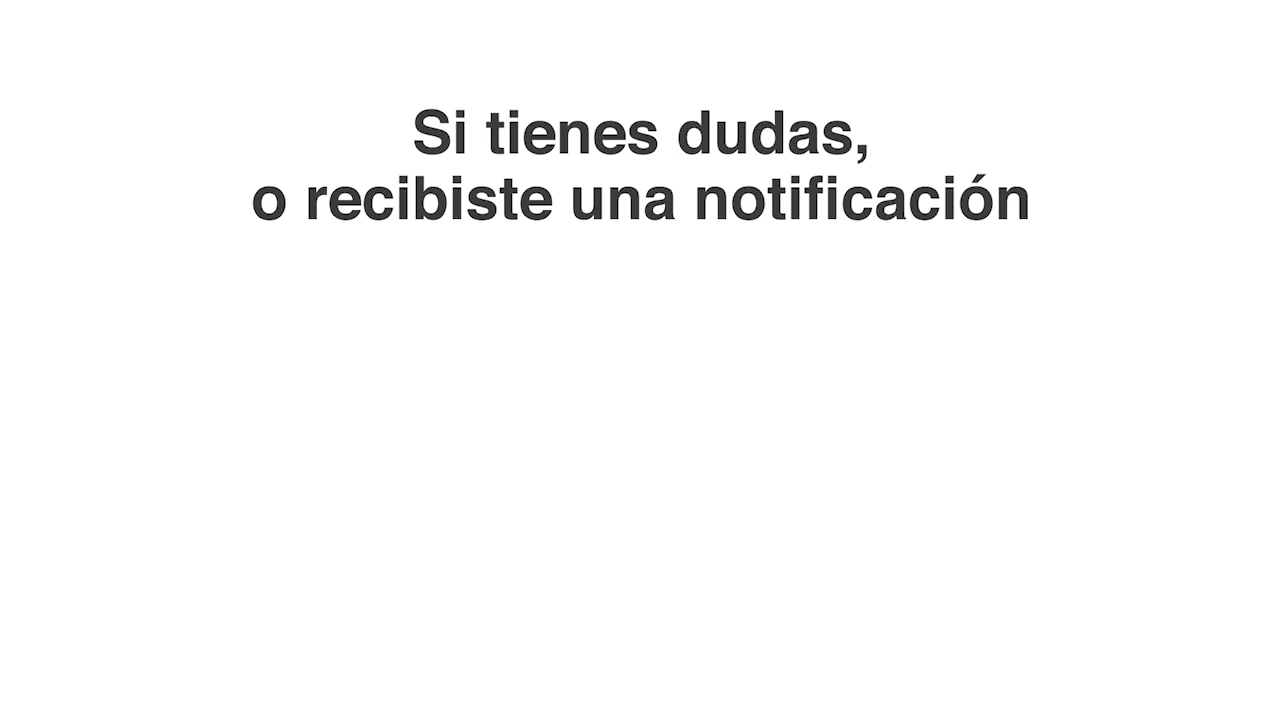 Si tienes dudas,
o recibiste una notificación